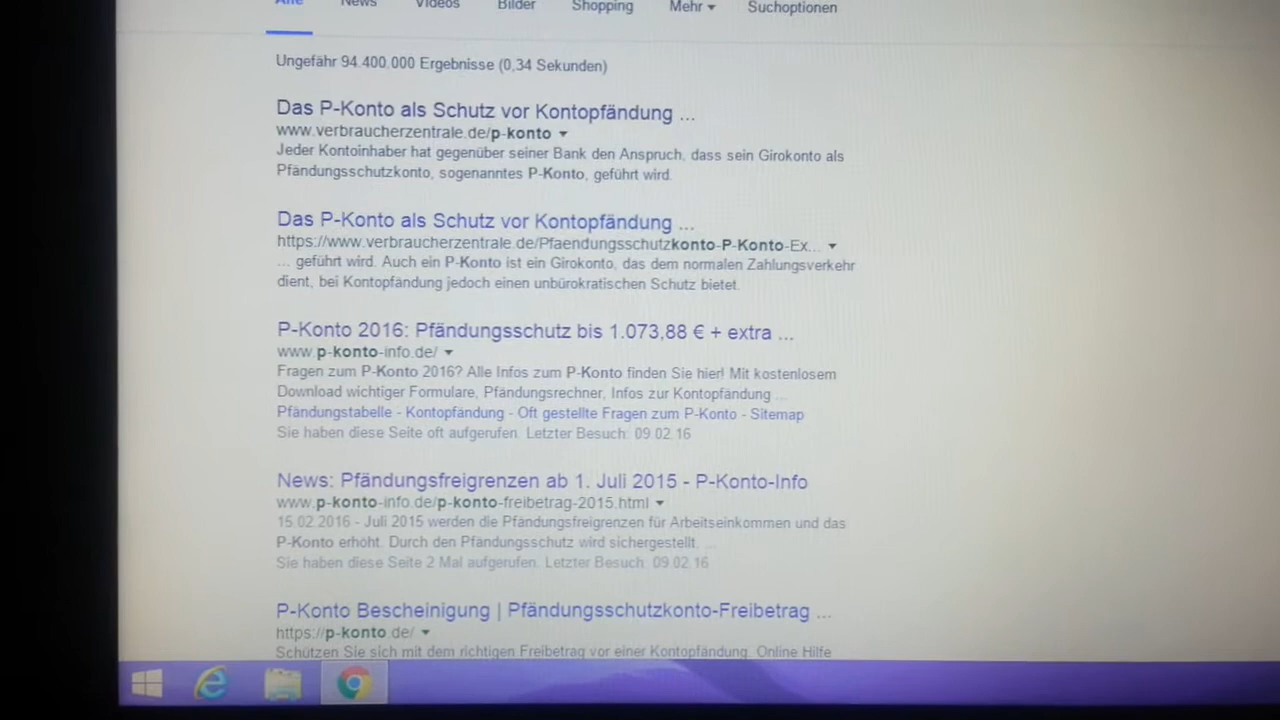 Alle News Videos Bilder Shopping Mehr Suchoptionen
Ungefähr 94.400.000 Ergebnisse (0,34 Sekunden)
Das P-Konto als Schutz vor Kontopfändung ...
www.verbraucherzentrale.de/p-konto
Jeder Kontoinhaber hat gegenüber seiner Bank den Anspruch, dass sein Girokonto als
Pfändungsschutzkonto, sogenanntes P-Konto, geführt wird.
Das P-Konto als Schutz vor Kontopfändung ...
https://www.verbraucherzentrale.de/Pfaendungsschutzkonto-P-Konto-Ex...
... geführt wird. Auch ein P-Konto ist ein Girokonto, das dem normalen Zahlungsverkehr
dient, bei Kontopfändung jedoch einen unbürokratischen Schutz bietet.
P-Konto 2016: Pfändungsschutz bis 1.073,88 € + extra ...
www.p-konto-info.de/
Fragen zum P-Konto 2016? Alle Infos zum P-Konto finden Sie hier! Mit kostenlosem
Download wichtiger Formulare, Pfändungsrechner, Infos zur Kontopfändung ...
Pfändungstabelle - Kontopfändung - Oft gestellte Fragen zum P-Konto - Sitemap
Sie haben diese Seite oft aufgerufen. Letzter Besuch: 09.02.16
News: Pfändungsfreigrenzen ab 1. Juli 2015 - P-Konto-Info
www.p-konto-info.de/p-konto-freibetrag-2015.html
15.02.2016 - Juli 2015 werden die Pfändungsfreigrenzen für Arbeitseinkommen und das
P-Konto erhöht. Durch den Pfändungsschutz wird sichergestellt, ...
Sie haben diese Seite 2 Mal aufgerufen. Letzter Besuch: 09.02.16
P-Konto Bescheinigung | Pfändungsschutzkonto-Freibetrag ...
https://p-konto.de/
Schützen Sie sich mit dem richtigen Freibetrag vor einer Kontopfändung. Online Hilfe